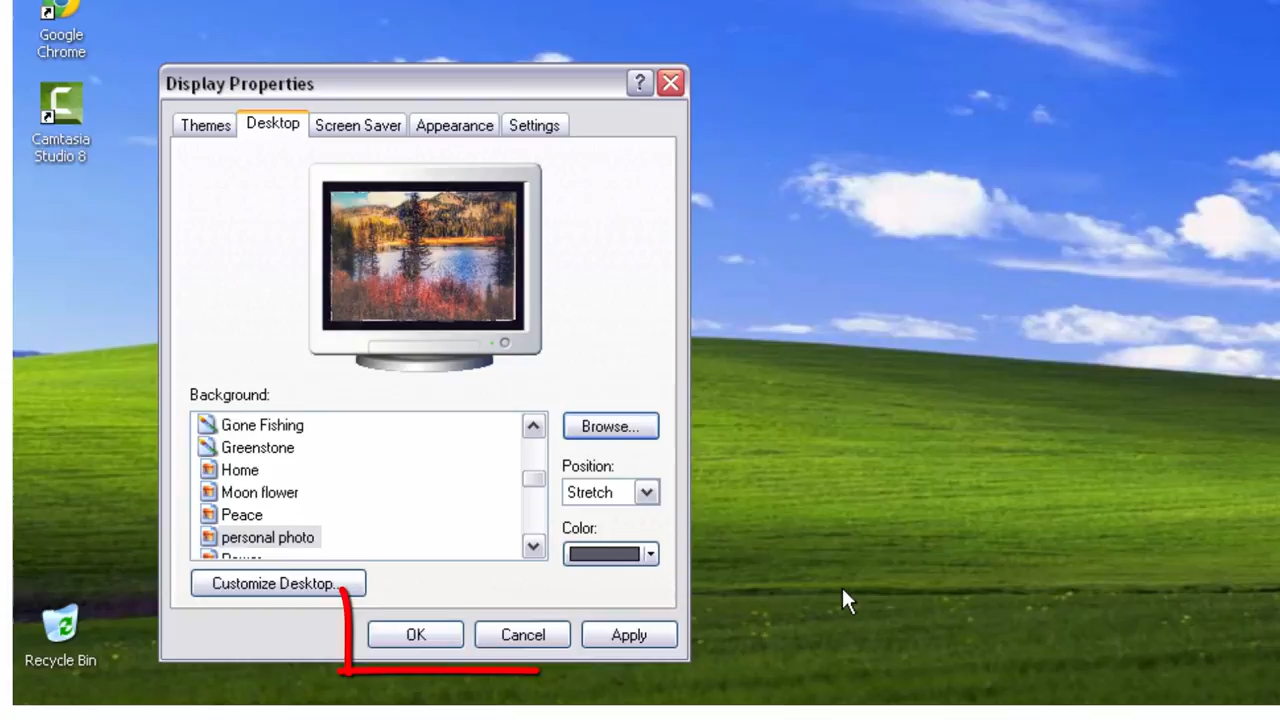 Google
Chrome
Camtasia
Studio 8
Recycle Bin
Display Properties
?
Themes
Desktop
Screen Saver
Appearance
Settings
Background:
Gone Fishing
Greenstone
Home
Moon flower
Peace
personal photo
Browse...
Position:
Stretch
Color:
Customize Desktop...
OK
Cancel
Apply